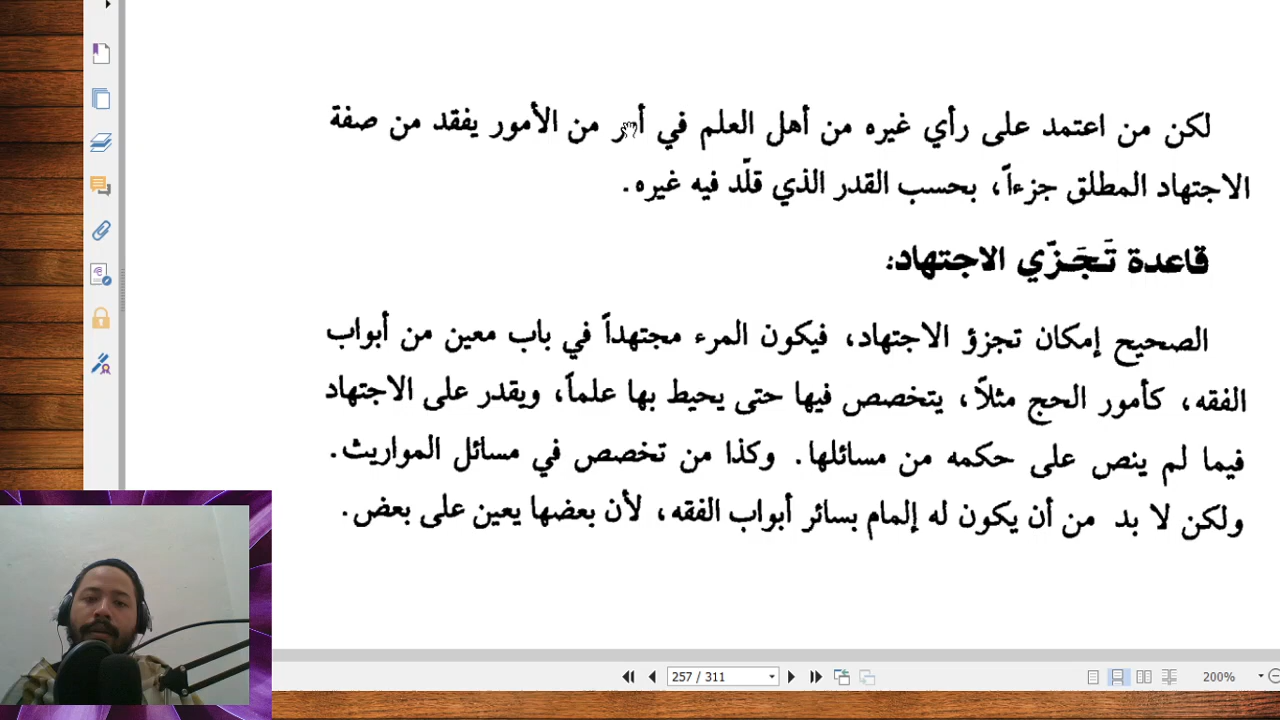 لكن من اعتمد على رأي غيره من أهل العلم في أمر من الأمور يفقد من صفة
الاجتهاد المطلق جزءاً، بحسب القدر الذي قلّد فيه غيره.
قاعدة تَجَزّي الاجتهاد:
الصحيح إمكان تجزؤ الاجتهاد، فيكون المرء مجتهداً في باب معين من أبواب
الفقه، كأمور الحج مثلاً، يتخصص فيها حتى يحيط بها علماً، ويقدر على الاجتهاد
فيما لم ينص على حكمه من مسائلها. وكذا من تخصص في مسائل المواريث.
ولكن لا بد من أن يكون له إلمام بسائر أبواب الفقه، لأن بعضها يعين على بعض.
257 / 311
200%